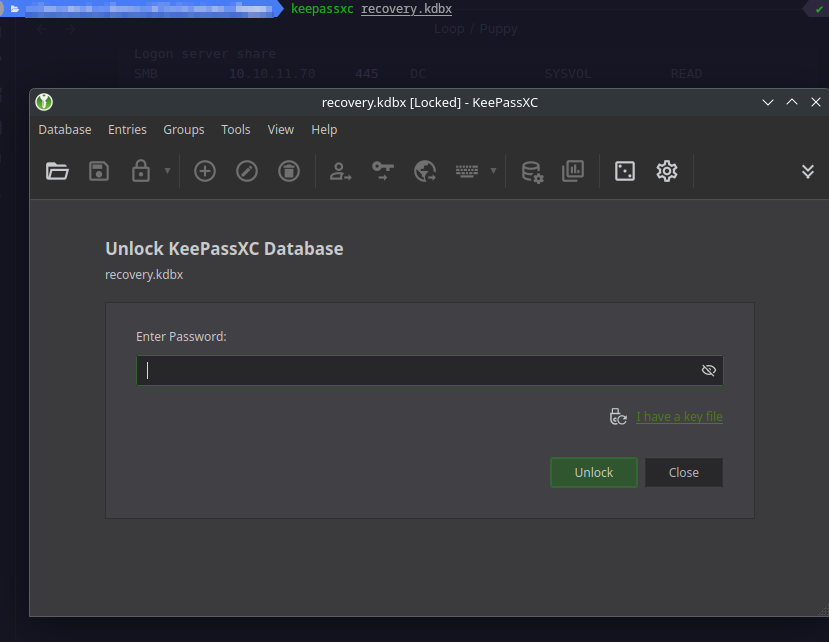 keepassxc recovery.kdbx
Loop / Puppy
Logon server share
SMB 10.10.11.70 445 DC SYSVOL READ
recovery.kdbx [Locked] - KeePassXC
Database Entries Groups Tools View Help
Unlock KeePassXC Database
recovery.kdbx
Enter Password:
I have a key file
Unlock Close